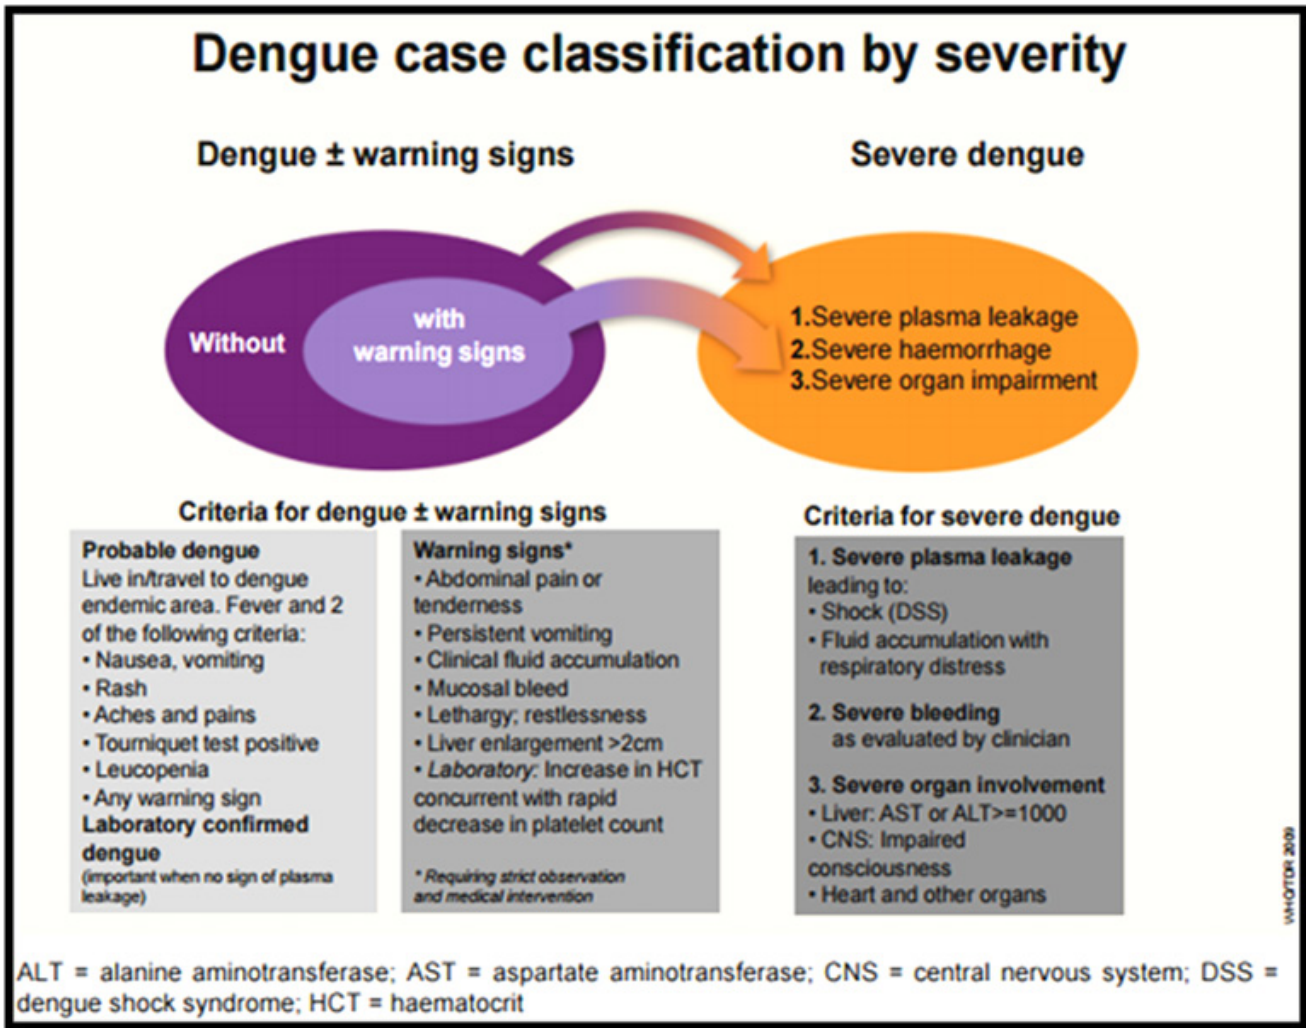 Dengue case classification by severity
Dengue ± warning signs
Severe dengue
Without
with
warning signs
1.Severe plasma leakage
2.Severe haemorrhage
3.Severe organ impairment
Criteria for dengue ± warning signs
Probable dengue
Live in/travel to dengue
endemic area. Fever and 2
of the following criteria:
• Nausea, vomiting
• Rash
• Aches and pains
• Tourniquet test positive
• Leucopenia
• Any warning sign
Laboratory confirmed
dengue
(important when no sign of plasma
leakage)
Warning signs*
• Abdominal pain or
tenderness
• Persistent vomiting
• Clinical fluid accumulation
• Mucosal bleed
• Lethargy; restlessness
• Liver enlargement >2cm
• Laboratory: Increase in HCT
concurrent with rapid
decrease in platelet count
* Requiring strict observation
and medical intervention
Criteria for severe dengue
1. Severe plasma leakage
leading to:
• Shock (DSS)
• Fluid accumulation with
respiratory distress
2. Severe bleeding
as evaluated by clinician
3. Severe organ involvement
• Liver: AST or ALT>=1000
• CNS: Impaired
consciousness
• Heart and other organs
WHO/TDR 2009
ALT = alanine aminotransferase; AST = aspartate aminotransferase; CNS = central nervous system; DSS =
dengue shock syndrome; HCT = haematocrit